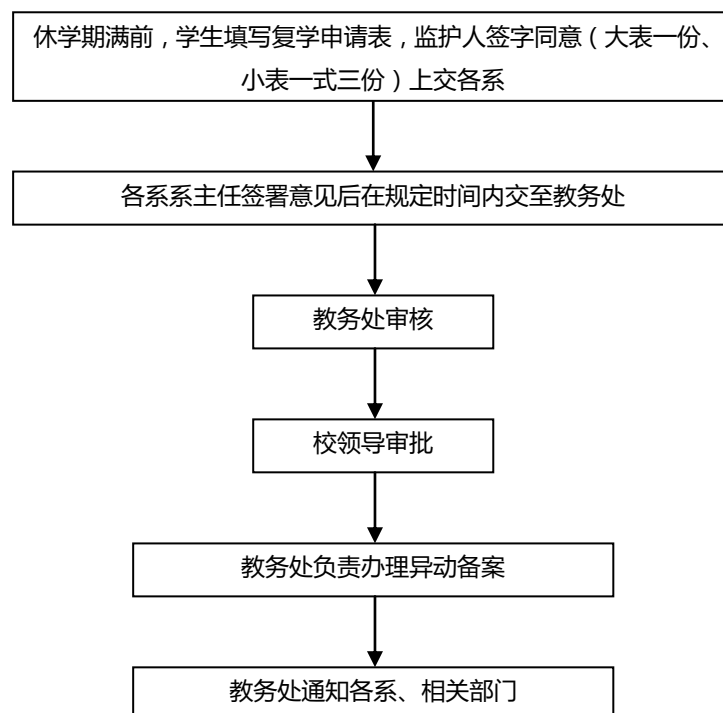 休学期满前，学生填写复学申请表，监护人签字同意（大表一份、
小表一式三份）上交各系
各系系主任签署意见后在规定时间内交至教务处
教务处审核
校领导审批
教务处负责办理异动备案
教务处通知各系、相关部门